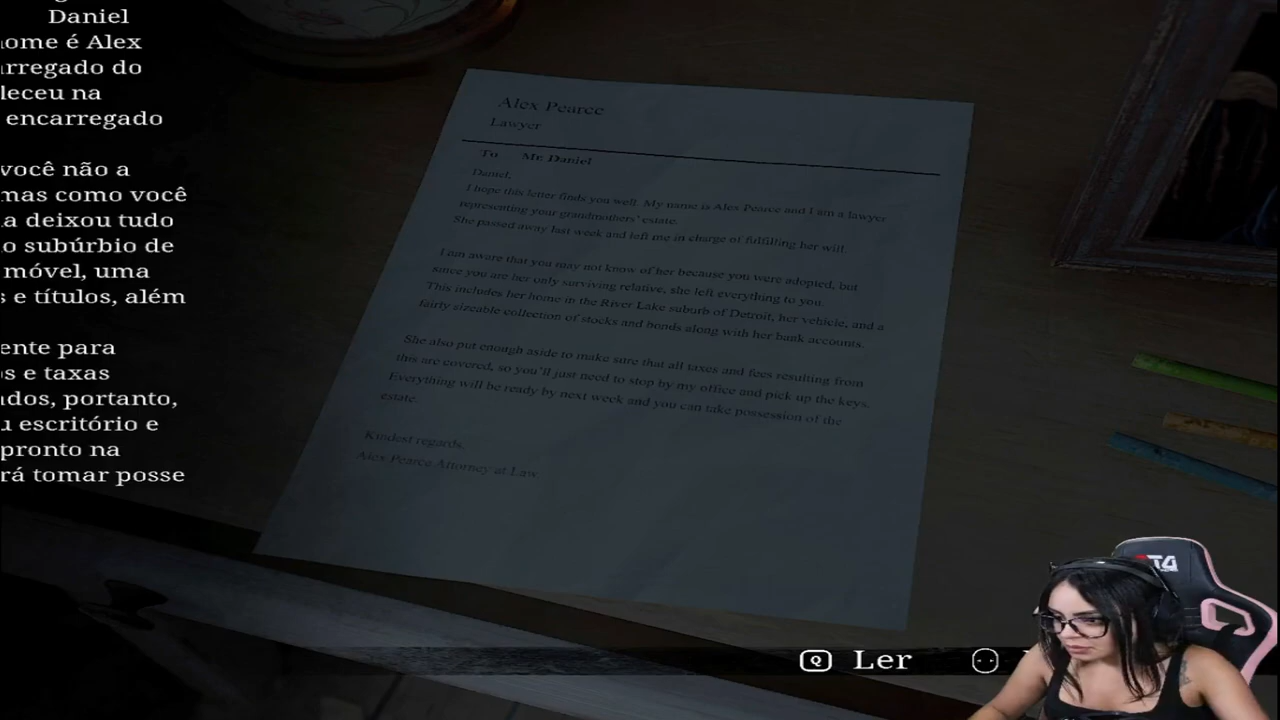 Daniel
ome é Alex
rregado do
leceu na
encarregado
você não a
mas como você
a deixou tudo
o subúrbio de
móvel, uma
s e títulos, além
ente para
s e taxas
dos, portanto,
u escritório e
pronto na
rá tomar posse
Alex Pearce
Lawyer
To Mr. Daniel
Daniel,
I hope this letter finds you well. My name is Alex Pearce and I am a lawyer
representing your grandmothers' estate.
She passed away last week and left me in charge of fulfilling her will.
I am aware that you may not know of her because you were adopted, but
since you are her only surviving relative, she left everything to you.
This includes her home in the River Lake suburb of Detroit, her vehicle, and a
fairly sizeable collection of stocks and bonds along with her bank accounts.
She also put enough aside to make sure that all taxes and fees resulting from
this are covered, so you'll just need to stop by my office and pick up the keys.
Everything will be ready by next week and you can take possession of the
estate.
Kindest regards,
Alex Pearce Attorney at Law
Q Ler